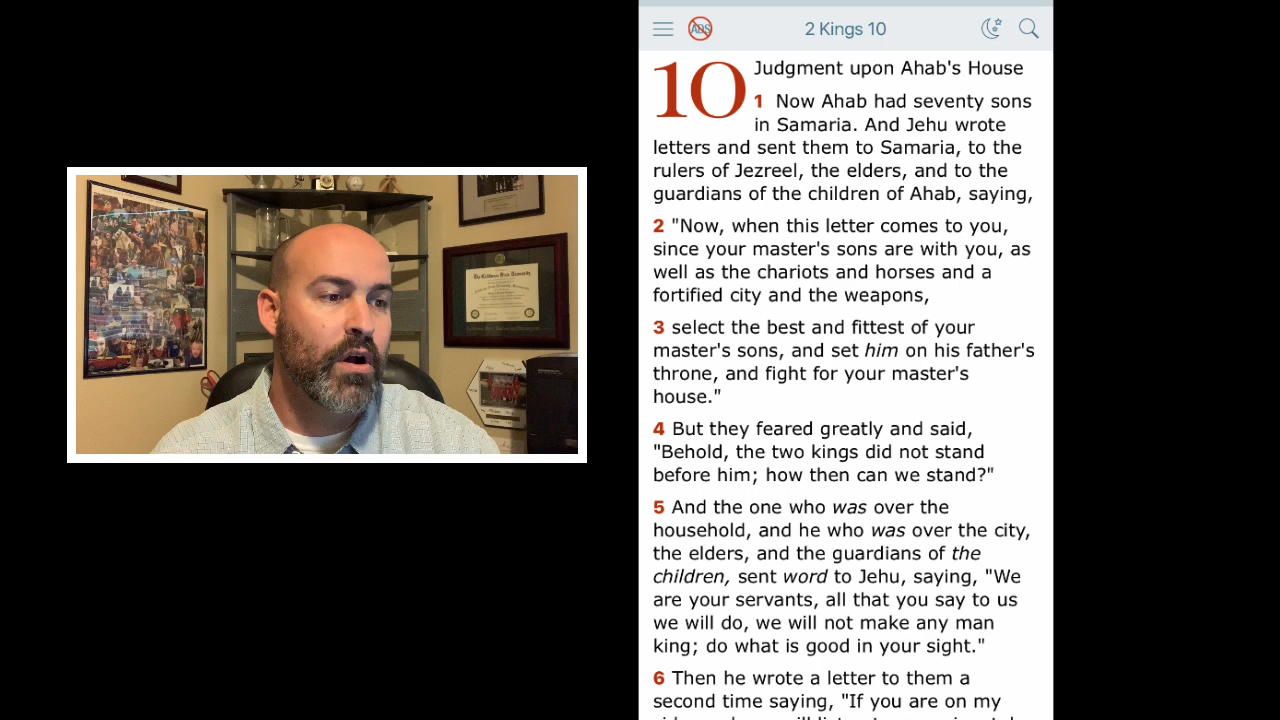 The California State University
ADS
2 Kings 10
10
Judgment upon Ahab's House
1 Now Ahab had seventy sons
in Samaria. And Jehu wrote
letters and sent them to Samaria, to the
rulers of Jezreel, the elders, and to the
guardians of the children of Ahab, saying,
2 "Now, when this letter comes to you,
since your master's sons are with you, as
well as the chariots and horses and a
fortified city and the weapons,
3 select the best and fittest of your
master's sons, and set him on his father's
throne, and fight for your master's
house."
4 But they feared greatly and said,
"Behold, the two kings did not stand
before him; how then can we stand?"
5 And the one who was over the
household, and he who was over the city,
the elders, and the guardians of the
children, sent word to Jehu, saying, "We
are your servants, all that you say to us
we will do, we will not make any man
king; do what is good in your sight."
6 Then he wrote a letter to them a
second time saying, "If you are on my